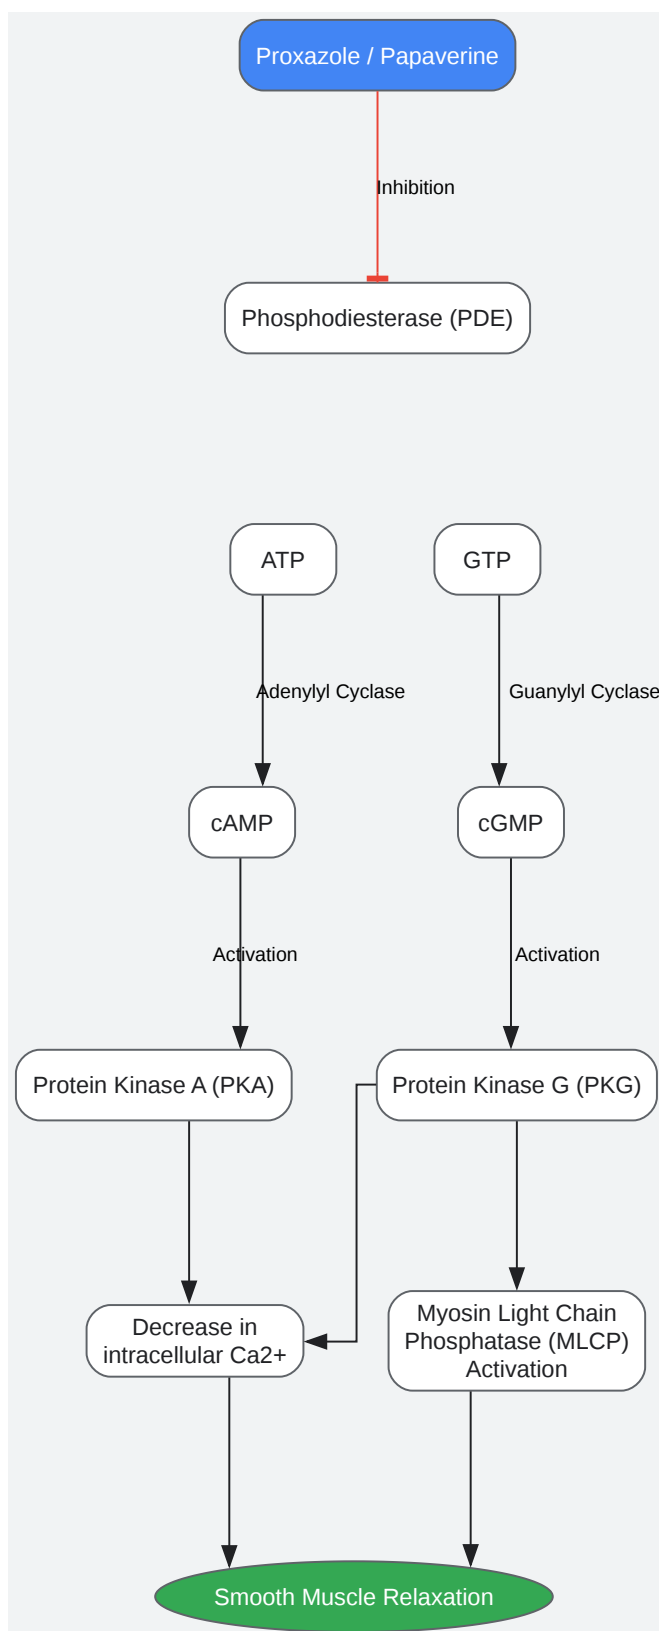 Proxazole / Papaverine
Inhibition
Phosphodiesterase (PDE)
ATP
GTP
Adenylyl Cyclase
Guanylyl Cyclase
cAMP
cGMP
Activation
Activation
Protein Kinase A (PKA)
Protein Kinase G (PKG)
Decrease in
intracellular Ca2+
Myosin Light Chain
Phosphatase (MLCP)
Activation
Smooth Muscle Relaxation